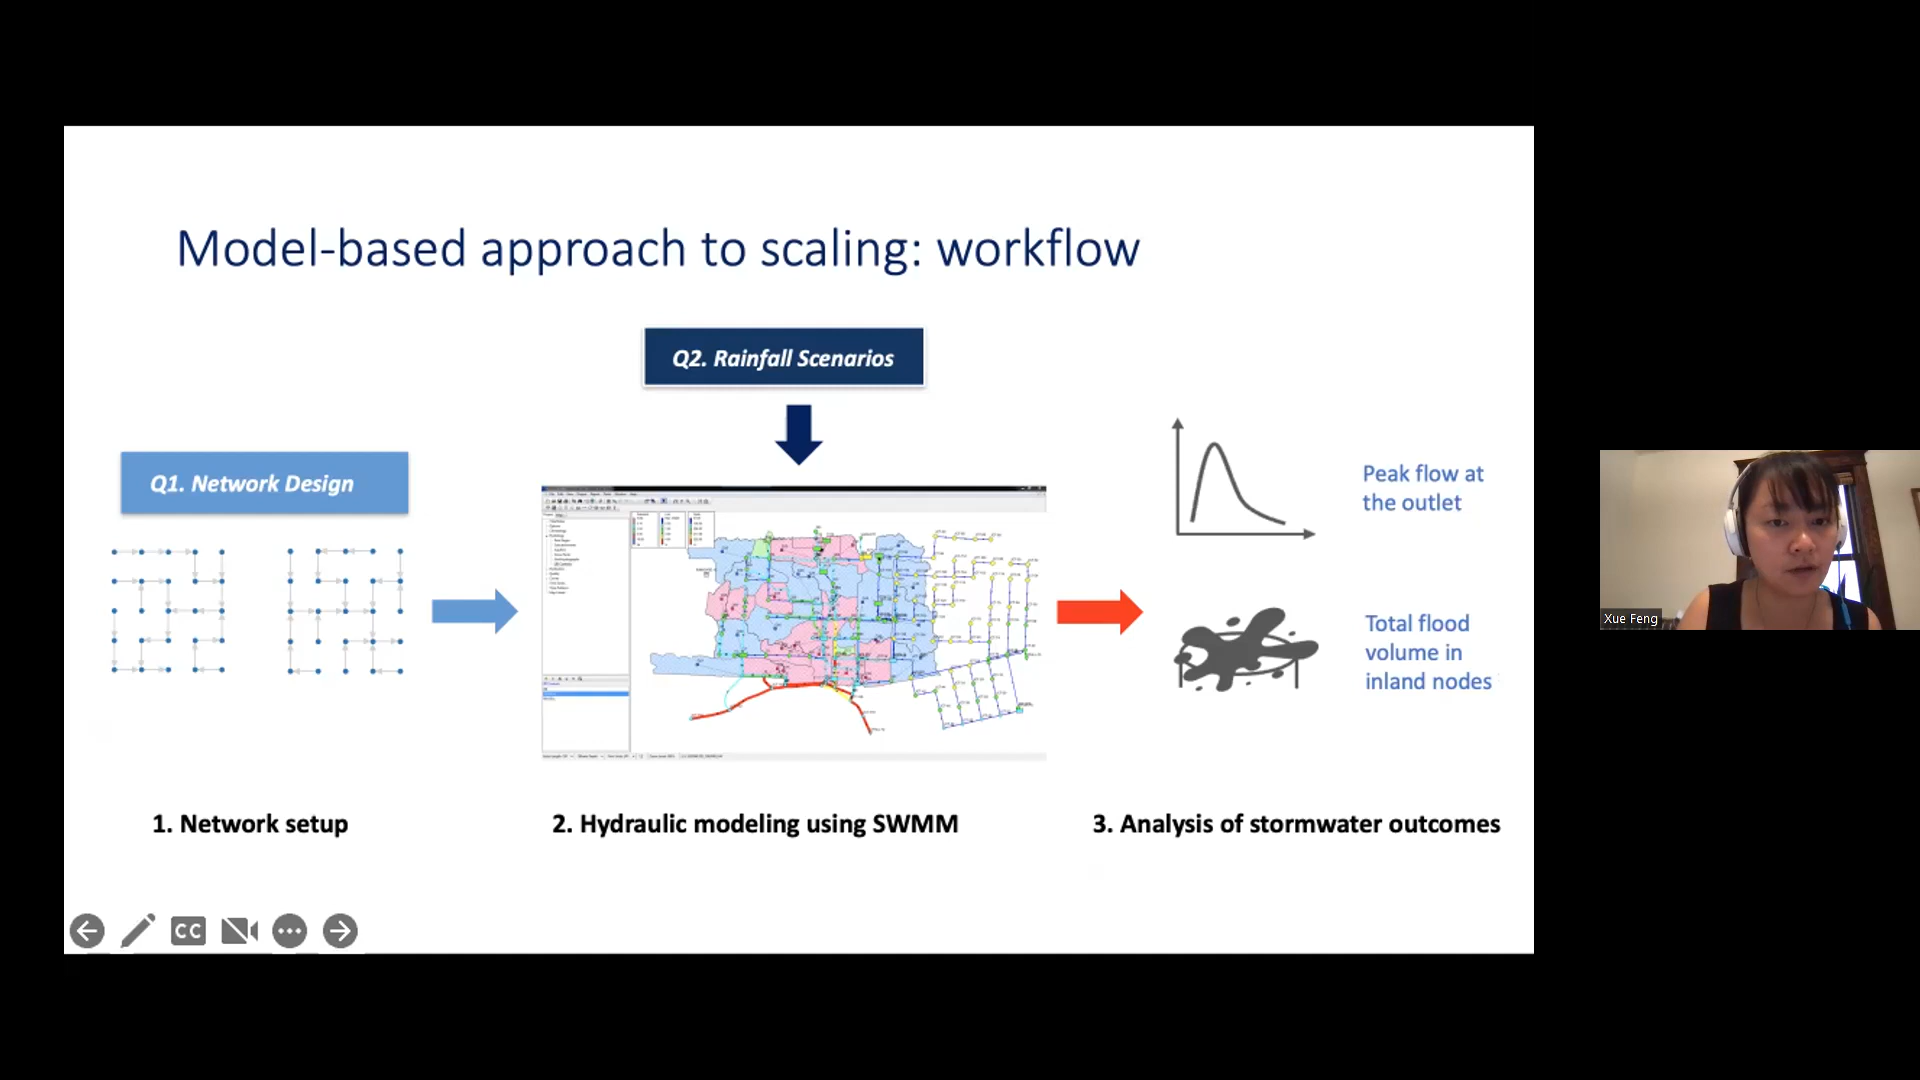 Model-based approach to scaling: workflow
Q2. Rainfall Scenarios
Q1. Network Design
Peak flow at
the outlet
Total flood
volume in
inland nodes
1. Network setup
2. Hydraulic modeling using SWMM
3. Analysis of stormwater outcomes
CC
Xue Feng